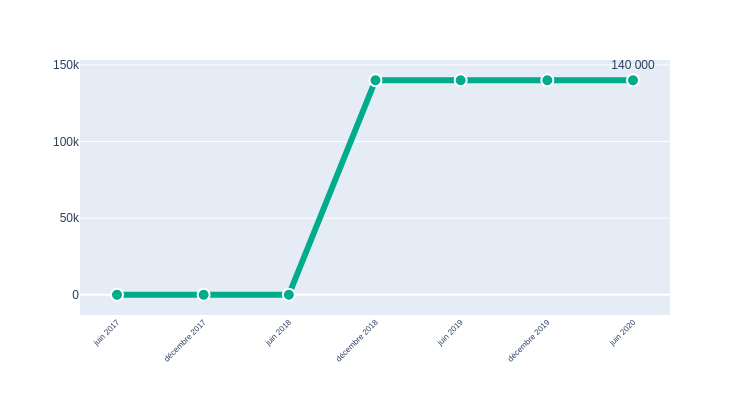 150k
140 000
100k
50k
0
juin 2017
décembre 2017
juin 2018
décembre 2018
juin 2019
décembre 2019
juin 2020